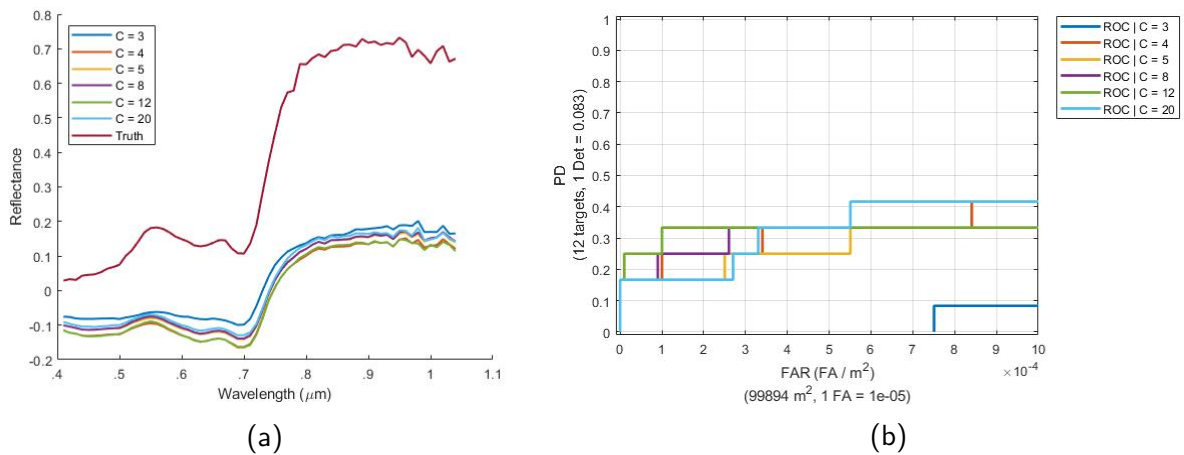 0.8
0.7
0.6
0.5
0.4
0.3
0.2
0.1
0
-0.1
-0.2
Reflectance
C = 3
C = 4
C = 5
C = 8
C = 12
C = 20
Truth
.4 .5 .6 .7 .8 .9 1 1.1
Wavelength (μm)
(a)
1
0.9
0.8
0.7
0.6
0.5
0.4
0.3
0.2
0.1
0
PD
(112 targets, 1 Det = 0.083)
0 1 2 3 4 5 6 7 8 9 10
×10⁻⁴
FAR (FA / m²)
(99894 m², 1 FA = 1e-05)
ROC | C = 3
ROC | C = 4
ROC | C = 5
ROC | C = 8
ROC | C = 12
ROC | C = 20
(b)